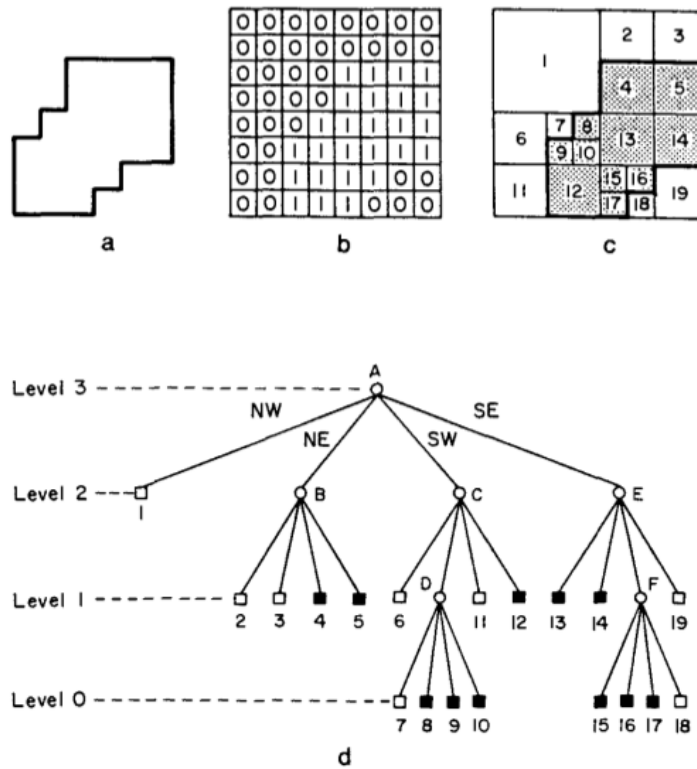 0 0 0 0 0 0 0 0
0 0 0 0 0 0 0 0
0 0 0 0 1 1 1 1
0 0 0 0 1 1 1 1
0 0 0 1 1 1 1 1
0 0 1 1 1 1 1 1
0 0 1 1 1 1 0 0
0 0 1 1 1 0 0 0
2 3
1
4 5
7 8
6 13 14
9 10
15 16
11 12 19
17 18
a b c
A
Level 3
NW SE
NE SW
Level 2
1 B C E
D F
Level 1
2 3 4 5 6 11 12 13 14 19
Level 0
7 8 9 10 15 16 17 18
d